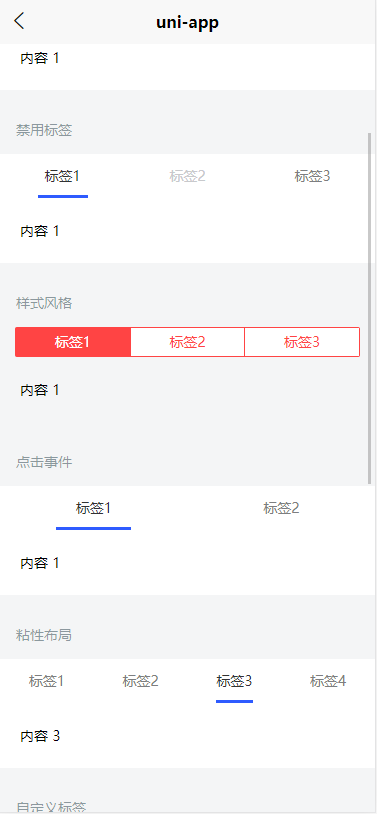 uni-app
内容 1
禁用标签
标签1 标签2 标签3
内容 1
样式风格
标签1 标签2 标签3
内容 1
点击事件
标签1 标签2
内容 1
粘性布局
标签1 标签2 标签3 标签4
内容 3
自定义标签